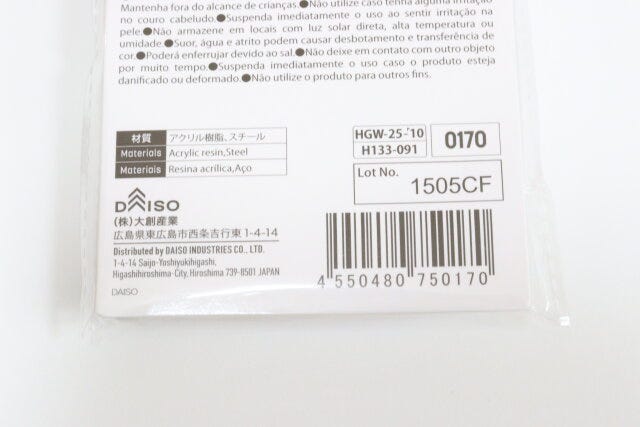 Mantenha fora do alcance de crianças.●Não utilize caso tenha alguma irritação
no couro cabeludo.●Suspenda imediatamente o uso ao sentir irritação na
pele.●Não armazene em locais com luz solar direta, alta temperatura ou
umidade.●Suor, água e atrito podem causar desbotamento e transferência de
cor.●Poderá enferrujar devido ao sal.●Não deixe em contato com outro objeto
por muito tempo.●Suspenda imediatamente o uso caso o produto esteja
danificado ou deformado.●Não utilize o produto para outros fins.
材質 アクリル樹脂、スチール
Materials Acrylic resin,Steel
Materials Resina acrílica,Aço
HGW-25-'10
H133-091
0170
Lot No.
1505CF
DAISO
(株)大創産業
広島県東広島市西条吉行東1-4-14
Distributed by DAISO INDUSTRIES CO., LTD.
1-4-14 Saijo-Yoshiyukihigashi,
Higashihiroshima-City, Hiroshima 739-8501 JAPAN
DAISO
4 550480 750170